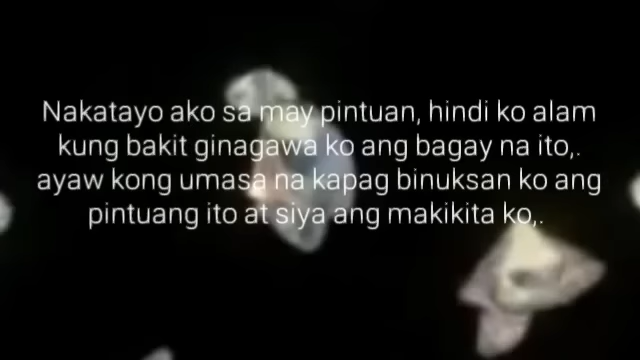 Nakatayo ako sa may pintuan, hindi ko alam
kung bakit ginagawa ko ang bagay na ito,.
ayaw kong umasa na kapag binuksan ko ang
pintuang ito at siya ang makikita ko,.